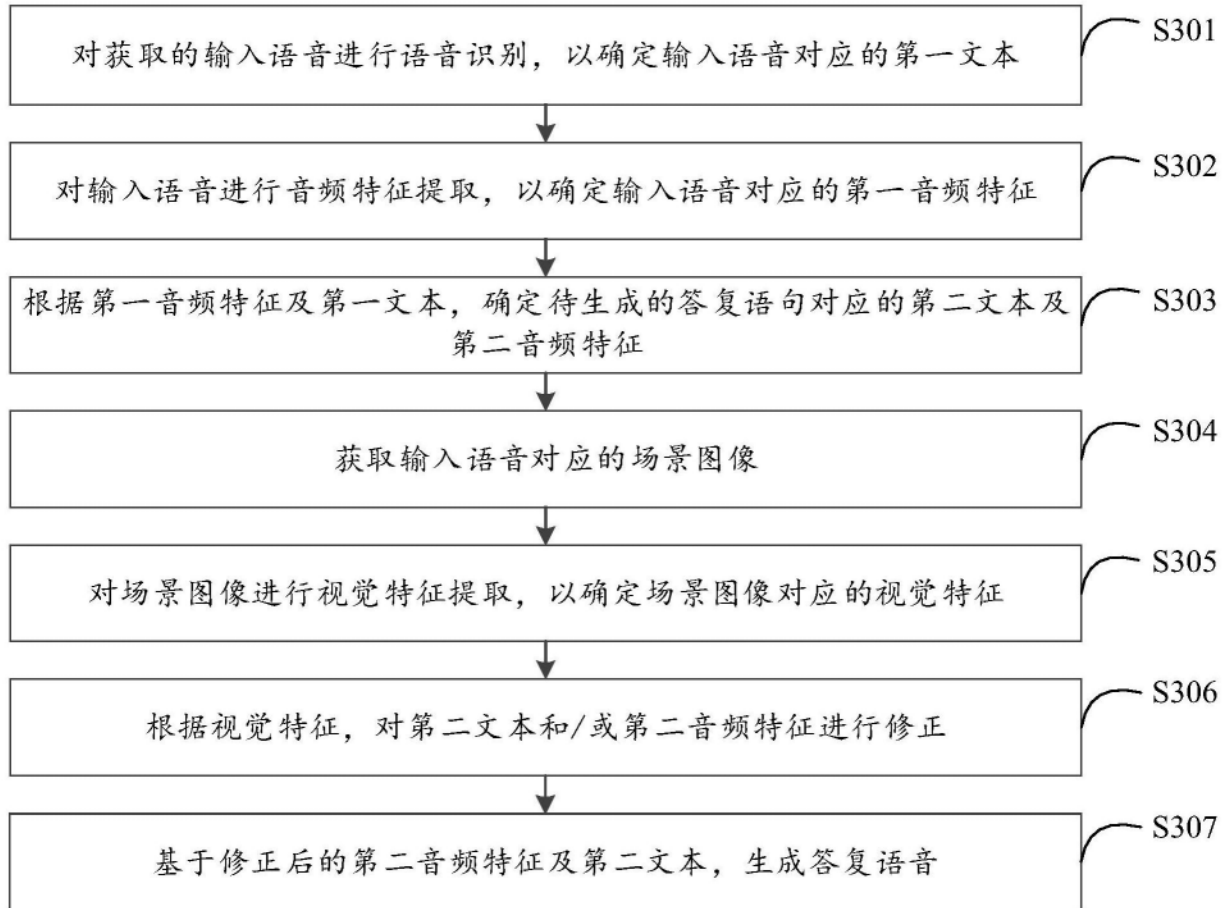 对获取的输入语音进行语音识别，以确定输入语音对应的第一文本
S301
对输入语音进行音频特征提取，以确定输入语音对应的第一音频特征
S302
根据第一音频特征及第一文本，确定待生成的答复语句对应的第二文本及
第二音频特征
S303
获取输入语音对应的场景图像
S304
对场景图像进行视觉特征提取，以确定场景图像对应的视觉特征
S305
根据视觉特征，对第二文本和/或第二音频特征进行修正
S306
基于修正后的第二音频特征及第二文本，生成答复语音
S307